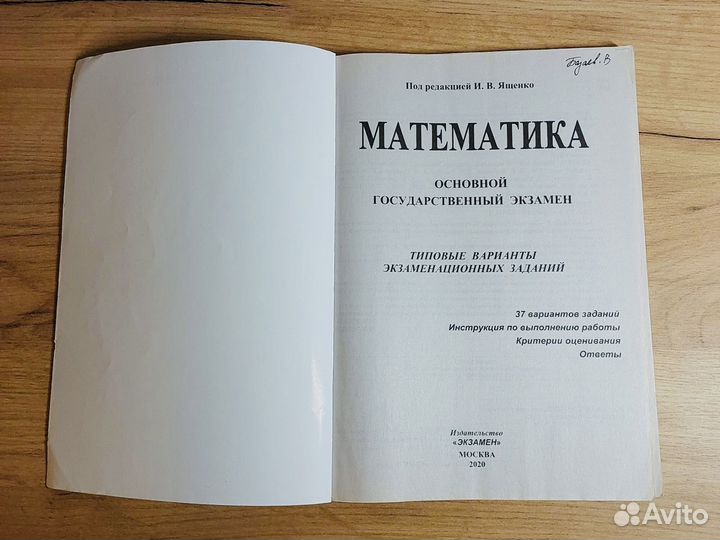 Базаев. В
Под редакцией И. В. Ященко
МАТЕМАТИКА
ОСНОВНОЙ
ГОСУДАРСТВЕННЫЙ ЭКЗАМЕН
ТИПОВЫЕ ВАРИАНТЫ
ЭКЗАМЕНАЦИОННЫХ ЗАДАНИЙ
37 вариантов заданий
Инструкция по выполнению работы
Критерии оценивания
Ответы
Издательство
«ЭКЗАМЕН»
МОСКВА
2020
Avito